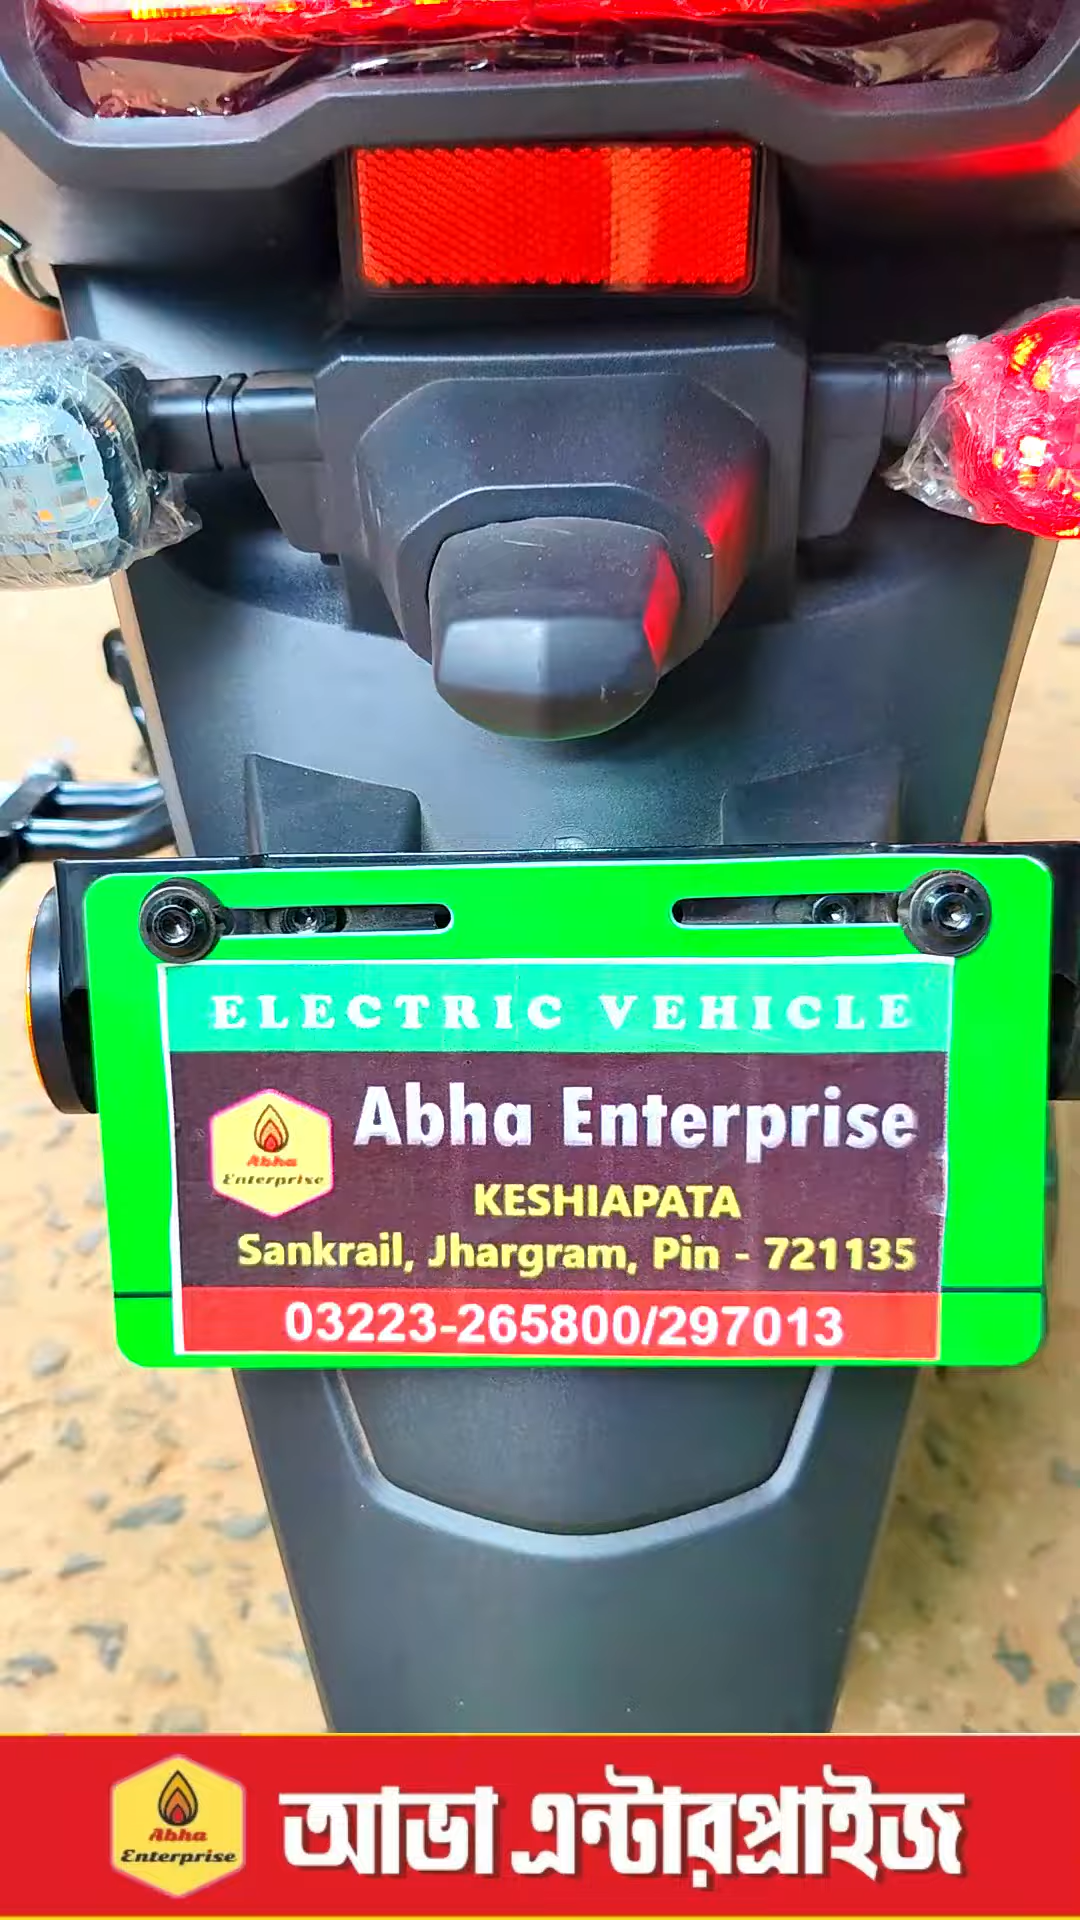 ELECTRIC VEHICLE
Abha Enterprise
Abha
Enterprise
KESHIAPATA
Sankrail, Jhargram, Pin - 721135
03223-265800/297013
Abha
Enterprise
আভা এন্টারপ্রাইজ